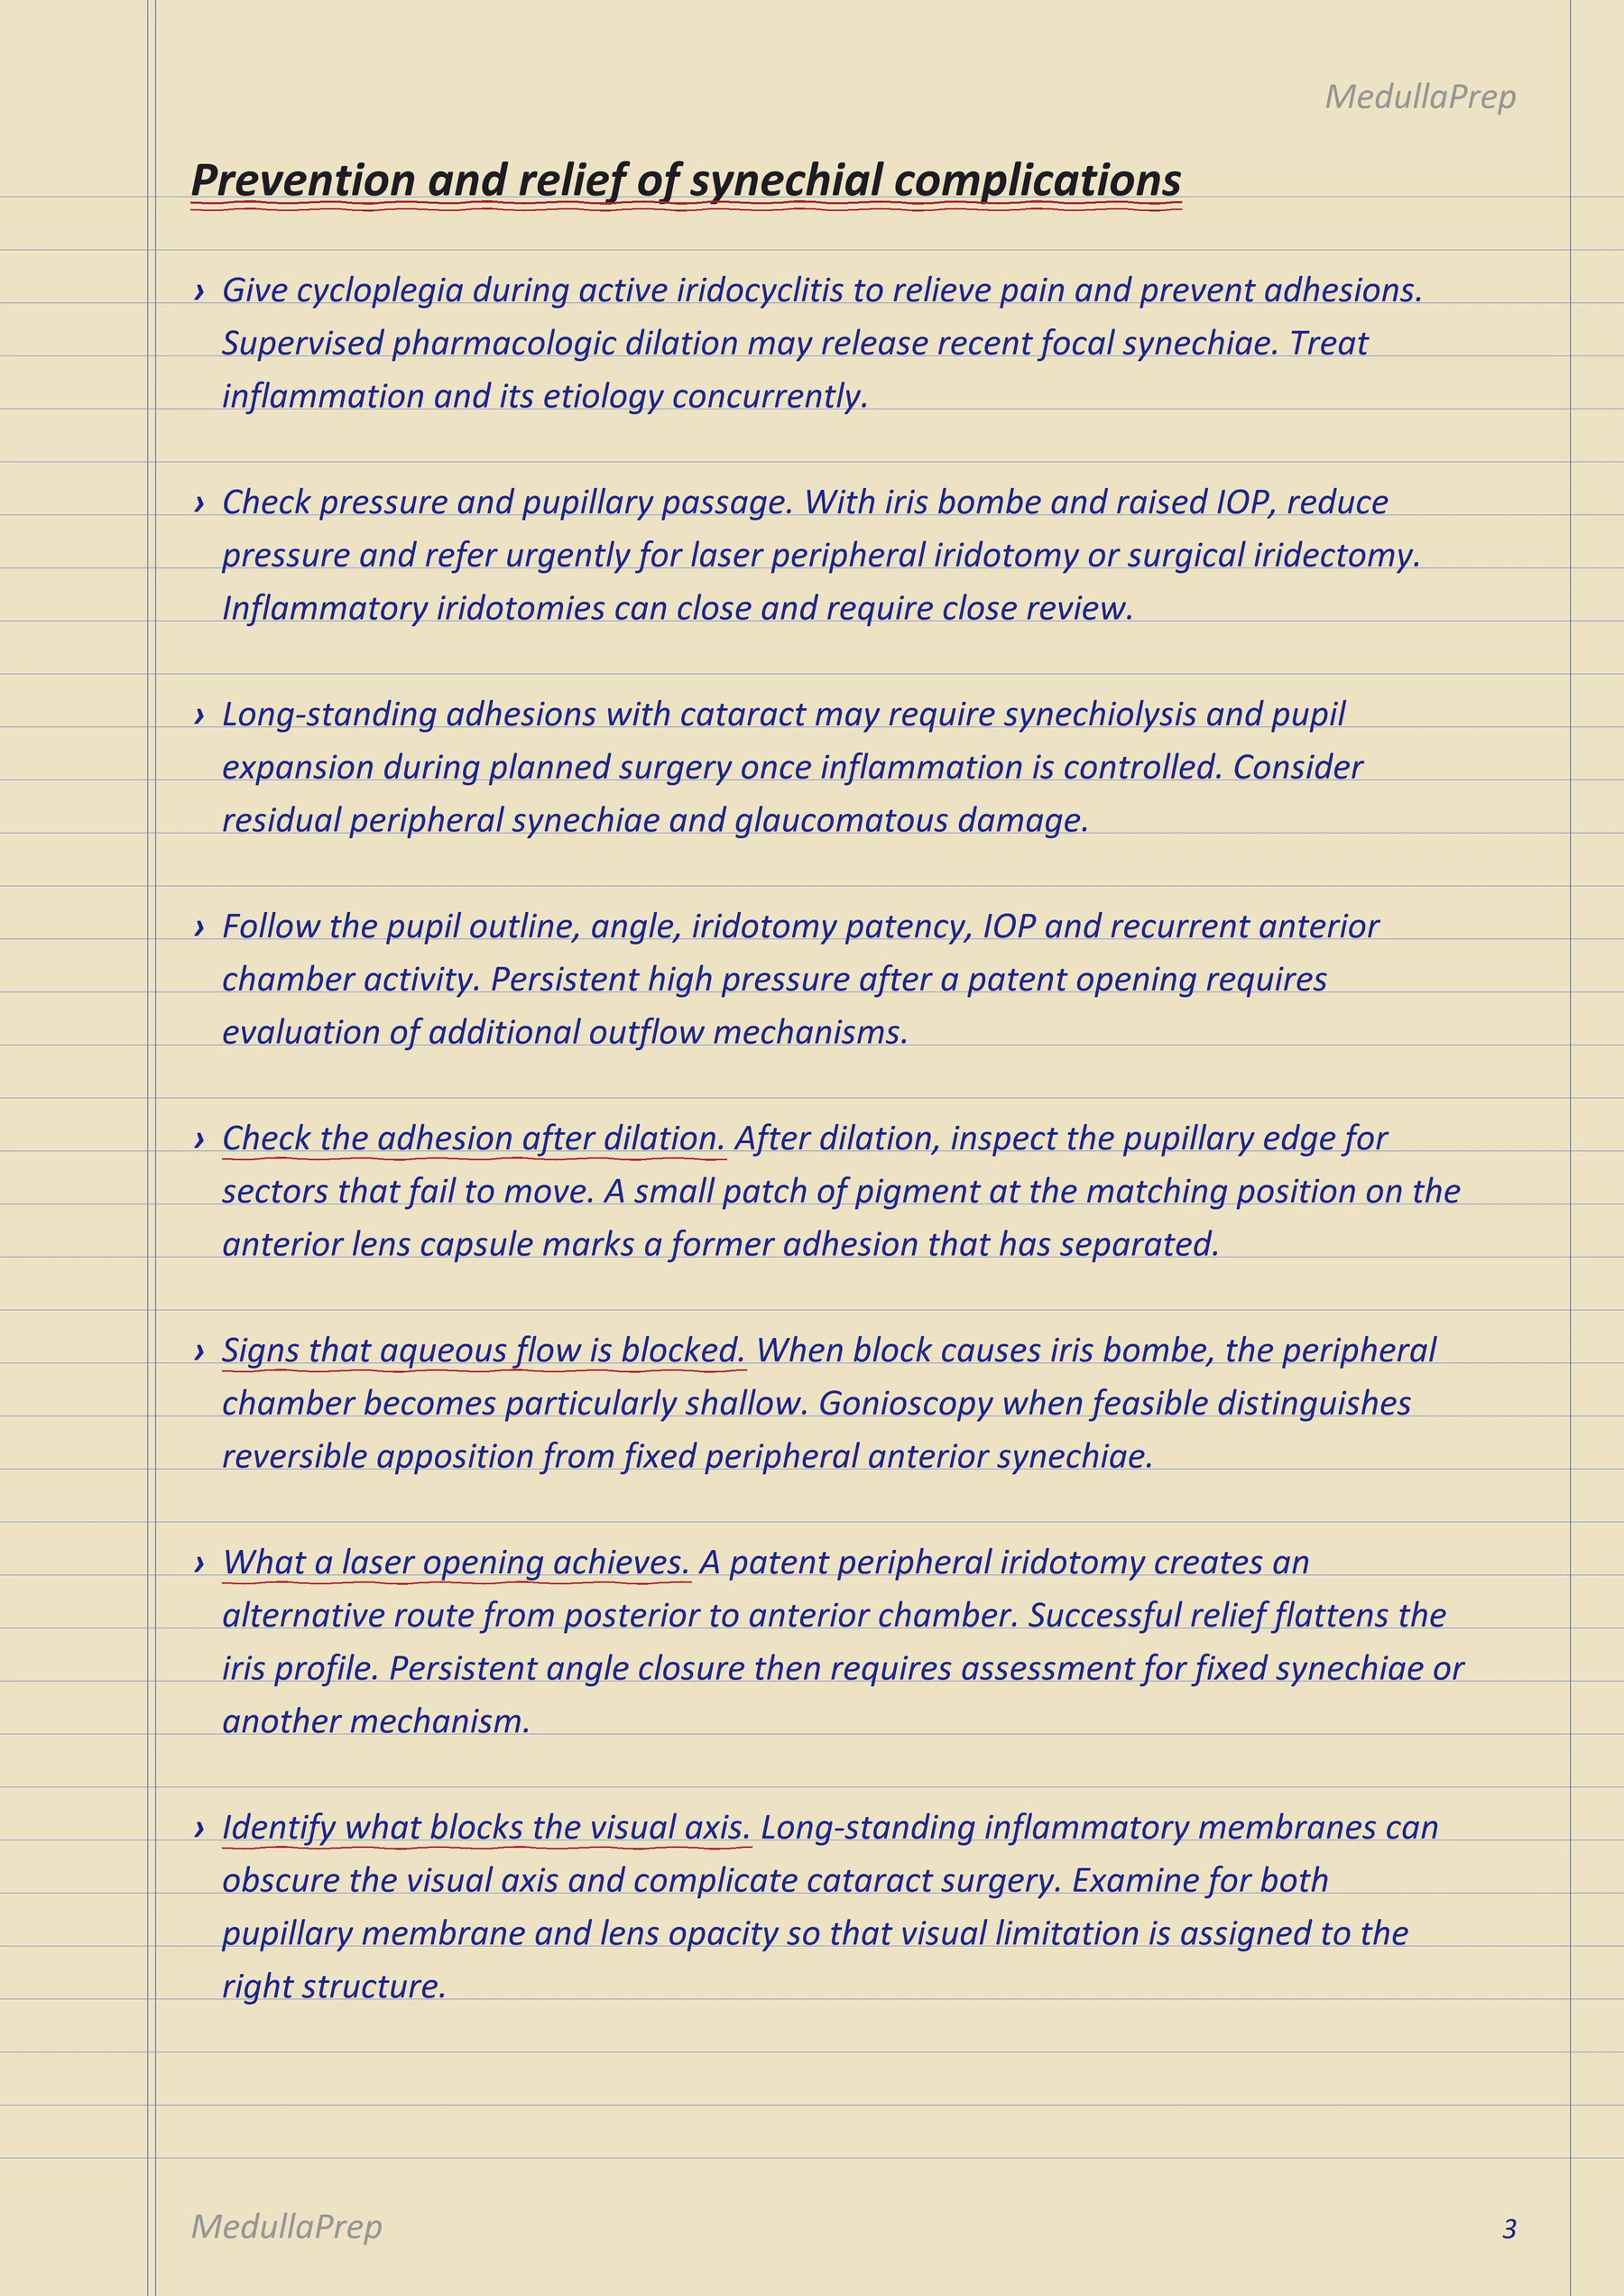 MedullaPrep
Prevention and relief of synechial complications
› Give cycloplegia during active iridocyclitis to relieve pain and prevent adhesions.
Supervised pharmacologic dilation may release recent focal synechiae. Treat
inflammation and its etiology concurrently.
› Check pressure and pupillary passage. With iris bombe and raised IOP, reduce
pressure and refer urgently for laser peripheral iridotomy or surgical iridectomy.
Inflammatory iridotomies can close and require close review.
› Long-standing adhesions with cataract may require synechiolysis and pupil
expansion during planned surgery once inflammation is controlled. Consider
residual peripheral synechiae and glaucomatous damage.
› Follow the pupil outline, angle, iridotomy patency, IOP and recurrent anterior
chamber activity. Persistent high pressure after a patent opening requires
evaluation of additional outflow mechanisms.
› Check the adhesion after dilation. After dilation, inspect the pupillary edge for
sectors that fail to move. A small patch of pigment at the matching position on the
anterior lens capsule marks a former adhesion that has separated.
› Signs that aqueous flow is blocked. When block causes iris bombe, the peripheral
chamber becomes particularly shallow. Gonioscopy when feasible distinguishes
reversible apposition from fixed peripheral anterior synechiae.
› What a laser opening achieves. A patent peripheral iridotomy creates an
alternative route from posterior to anterior chamber. Successful relief flattens the
iris profile. Persistent angle closure then requires assessment for fixed synechiae or
another mechanism.
› Identify what blocks the visual axis. Long-standing inflammatory membranes can
obscure the visual axis and complicate cataract surgery. Examine for both
pupillary membrane and lens opacity so that visual limitation is assigned to the
right structure.
MedullaPrep
3